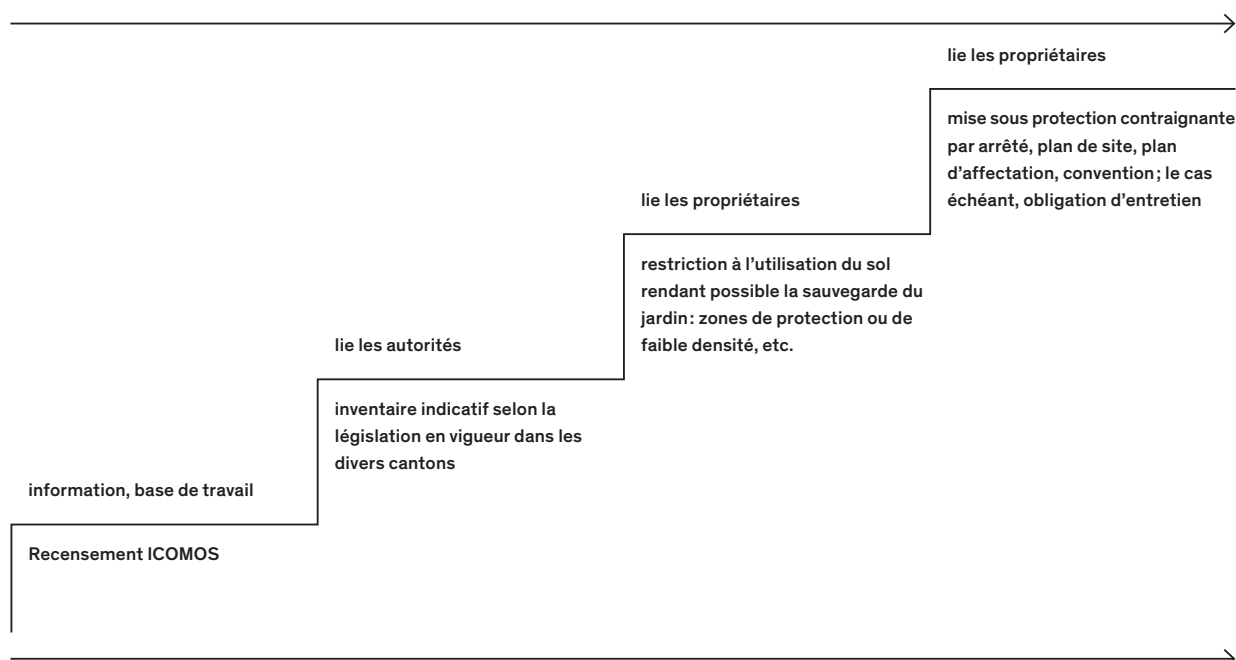 lie les propriétaires
mise sous protection contraignante
par arrêté, plan de site, plan
d’affectation, convention ; le cas
échéant, obligation d’entretien
lie les propriétaires
restriction à l’utilisation du sol
rendant possible la sauvegarde du
jardin : zones de protection ou de
faible densité, etc.
lie les autorités
inventaire indicatif selon la
législation en vigueur dans les
divers cantons
information, base de travail
Recensement ICOMOS